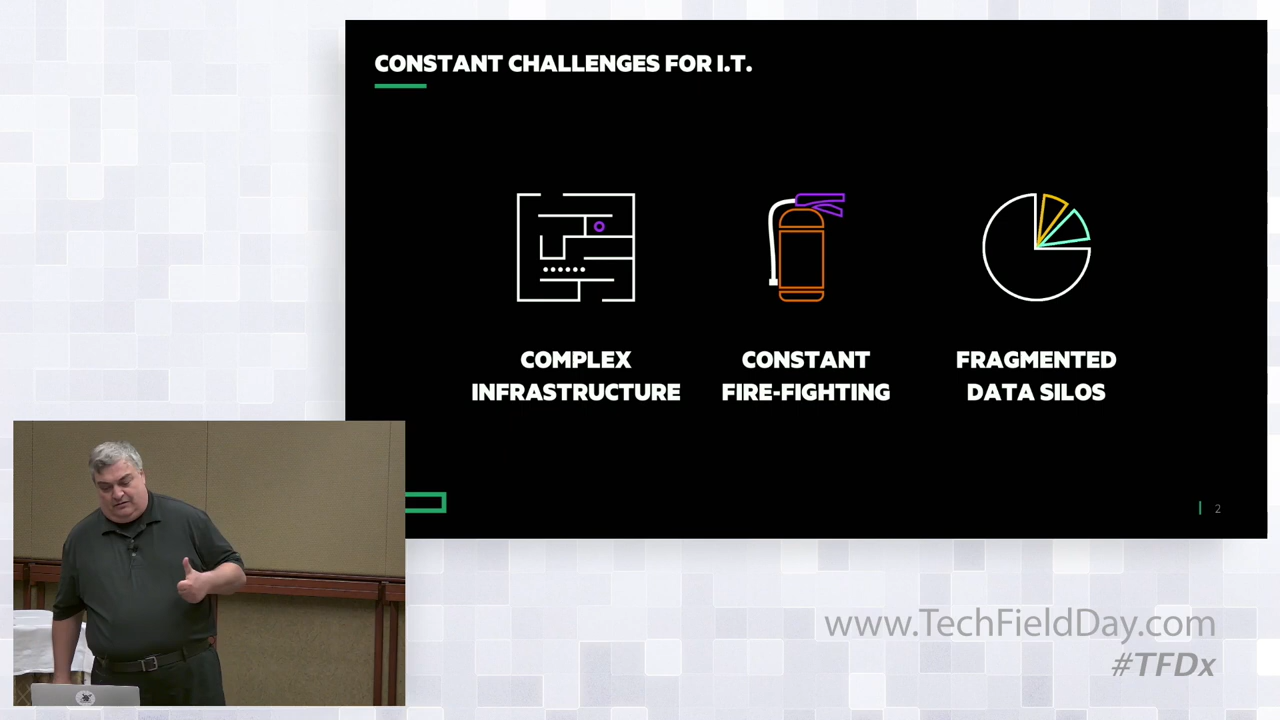 CONSTANT CHALLENGES FOR I.T.
COMPLEX
INFRASTRUCTURE
CONSTANT
FIRE-FIGHTING
FRAGMENTED
DATA SILOS
2
www.TechFieldDay.com
#TFDx